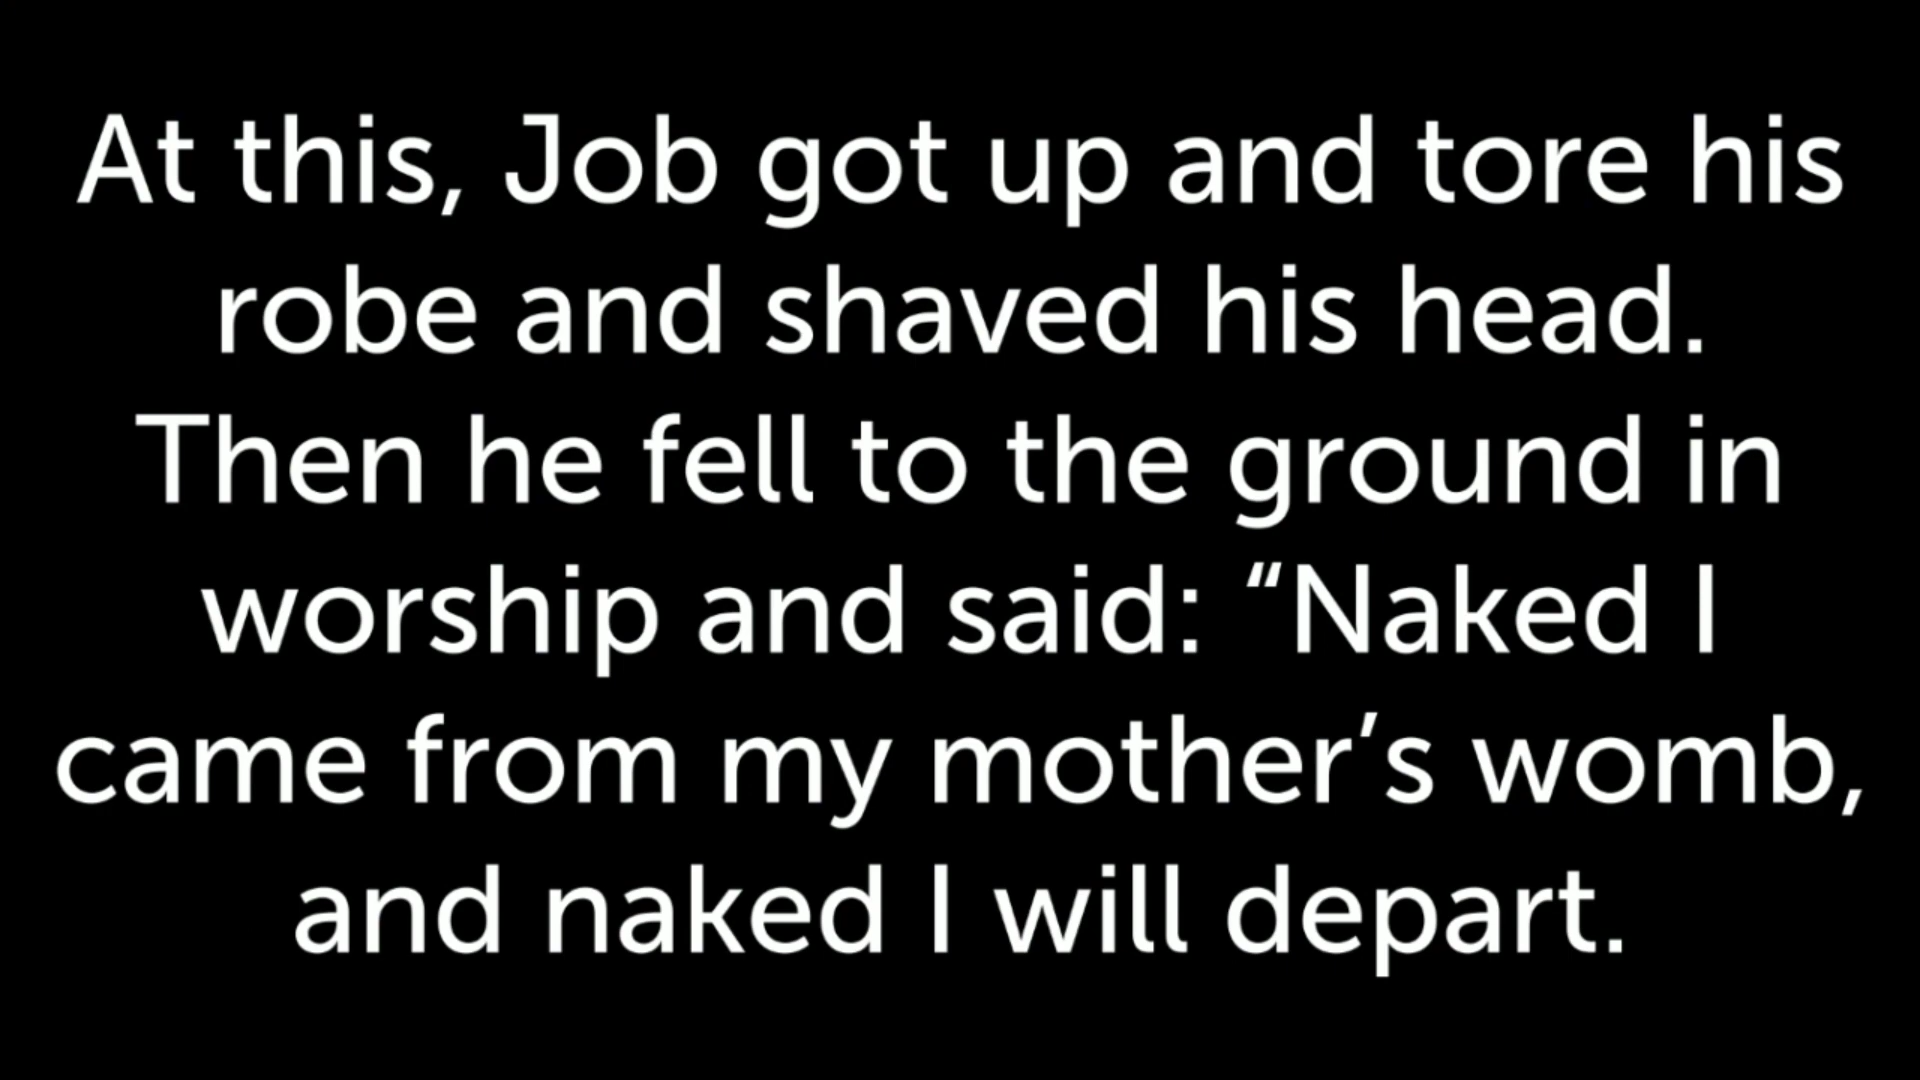 At this, Job got up and tore his
robe and shaved his head.
Then he fell to the ground in
worship and said: “Naked I
came from my mother’s womb,
and naked I will depart.